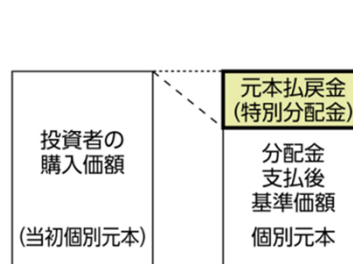 元本払戻金
(特別分配金)
投資者の
購入価額
(当初個別元本)
分配金
支払後
基準価額
個別元本